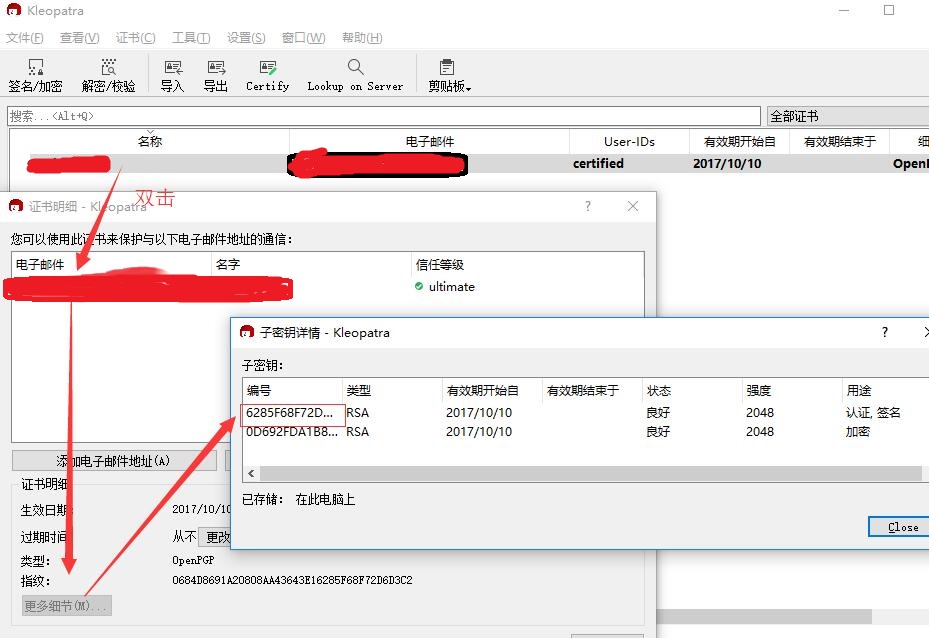 Kleopatra
文件(F) 查看(V) 证书(C) 工具(T) 设置(S) 窗口(W) 帮助(H)
签名/加密 解密/校验 导入 导出 Certify Lookup on Server 剪贴板
搜索...<Alt+Q> 全部证书
名称 电子邮件 User-IDs 有效期开始自 有效期结束于 细
certified 2017/10/10 OpenP
双击
证书明细 - Kleopatra ?
您可以使用此证书来保护与以下电子邮件地址的通信:
电子邮件 名字 信任等级
ultimate
子密钥详情 - Kleopatra ?
子密钥:
编号 类型 有效期开始自 有效期结束于 状态 强度 用途
6285F68F72D... RSA 2017/10/10 良好 2048 认证, 签名
0D692FDA1B8... RSA 2017/10/10 良好 2048 加密
已存储: 在此电脑上
Close
添加电子邮件地址(A)
证书明细
生效日期: 2017/10/10
过期时间 从不 更改
类型: OpenPGP
指纹: 0684D8691A20808AA43643E16285F68F72D6D3C2
更多细节(M)...